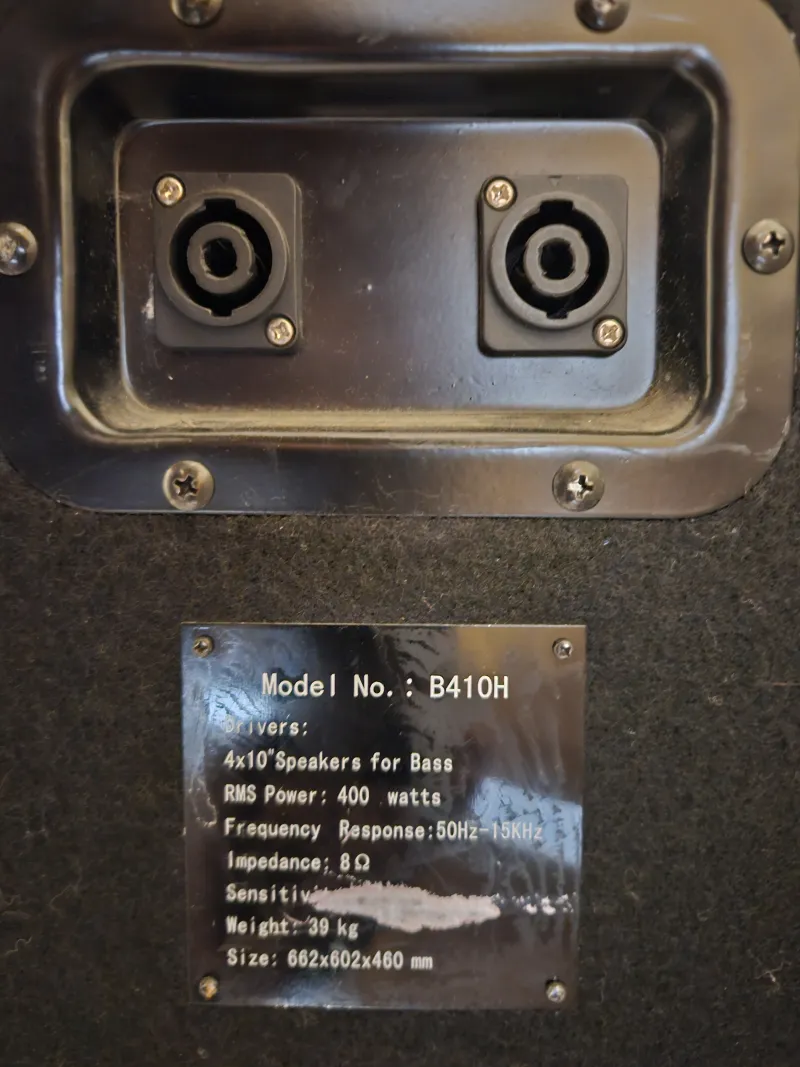 Model No.: B410H
Drivers:
4x10"Speakers for Bass
RMS Power: 400 watts
Frequency Response:50Hz-15KHz
Impedance: 8Ω
Weight: 39 kg
Size: 662x602x460 mm